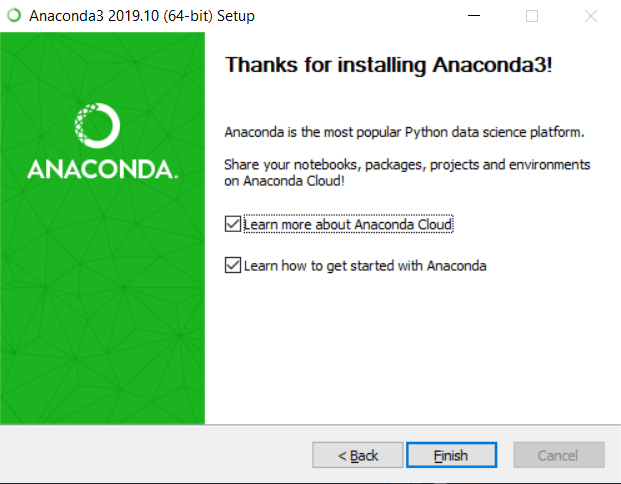 Anaconda3 2019.10 (64-bit) Setup
Thanks for installing Anaconda3!
ANACONDA.
Anaconda is the most popular Python data science platform.
Share your notebooks, packages, projects and environments
on Anaconda Cloud!
Learn more about Anaconda Cloud
Learn how to get started with Anaconda
< Back
Finish
Cancel